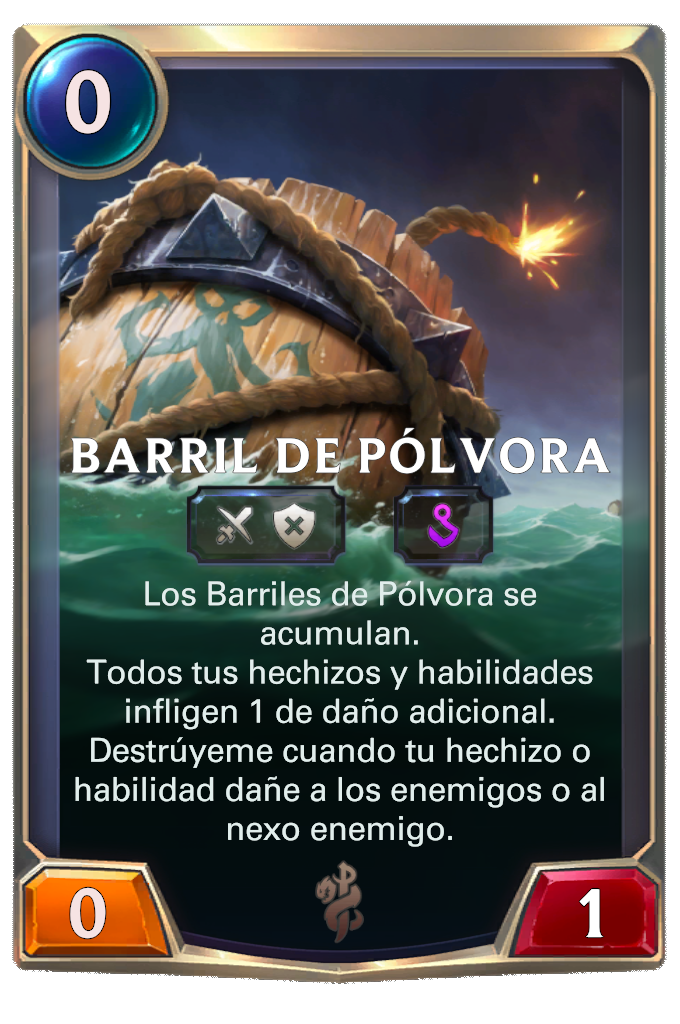 0
BARRIL DE PÓLVORA
Los Barriles de Pólvora se
acumulan.
Todos tus hechizos y habilidades
infligen 1 de daño adicional.
Destrúyeme cuando tu hechizo o
habilidad dañe a los enemigos o al
nexo enemigo.
0
1